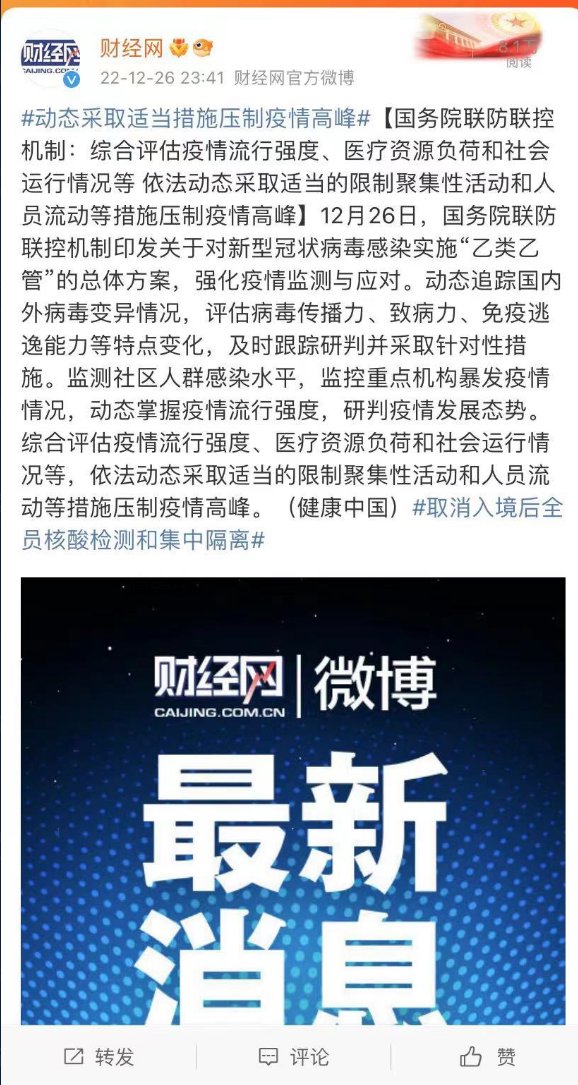 财经网
CAIJING.COM
财经网
8.1万
22-12-26 23:41 财经网官方微博
阅读
#动态采取适当措施压制疫情高峰#【国务院联防联控
机制：综合评估疫情流行强度、医疗资源负荷和社会
运行情况等 依法动态采取适当的限制聚集性活动和人
员流动等措施压制疫情高峰】12月26日，国务院联防
联控机制印发关于对新型冠状病毒感染实施“乙类乙
管”的总体方案，强化疫情监测与应对。动态追踪国内
外病毒变异情况，评估病毒传播力、致病力、免疫逃
逸能力等特点变化，及时跟踪研判并采取针对性措
施。监测社区人群感染水平，监控重点机构暴发疫情
情况，动态掌握疫情流行强度，研判疫情发展态势。
综合评估疫情流行强度、医疗资源负荷和社会运行情
况等，依法动态采取适当的限制聚集性活动和人员流
动等措施压制疫情高峰。（健康中国）#取消入境后全
员核酸检测和集中隔离#
财经网|微博
CAIJING.COM.CN
最新
消息
转发 评论 赞